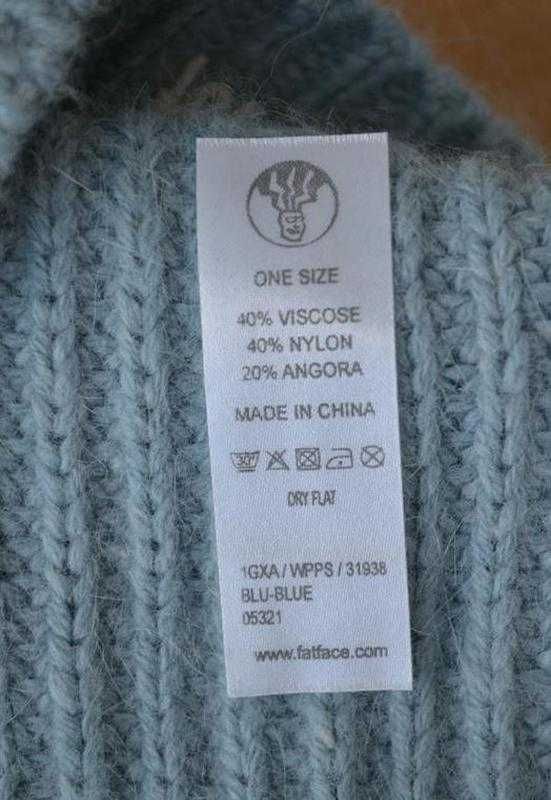 ONE SIZE
40% VISCOSE
40% NYLON
20% ANGORA
MADE IN CHINA
30°
DRY FLAT
1GXA / WPPS / 31938
BLU-BLUE
05321
www.fatface.com